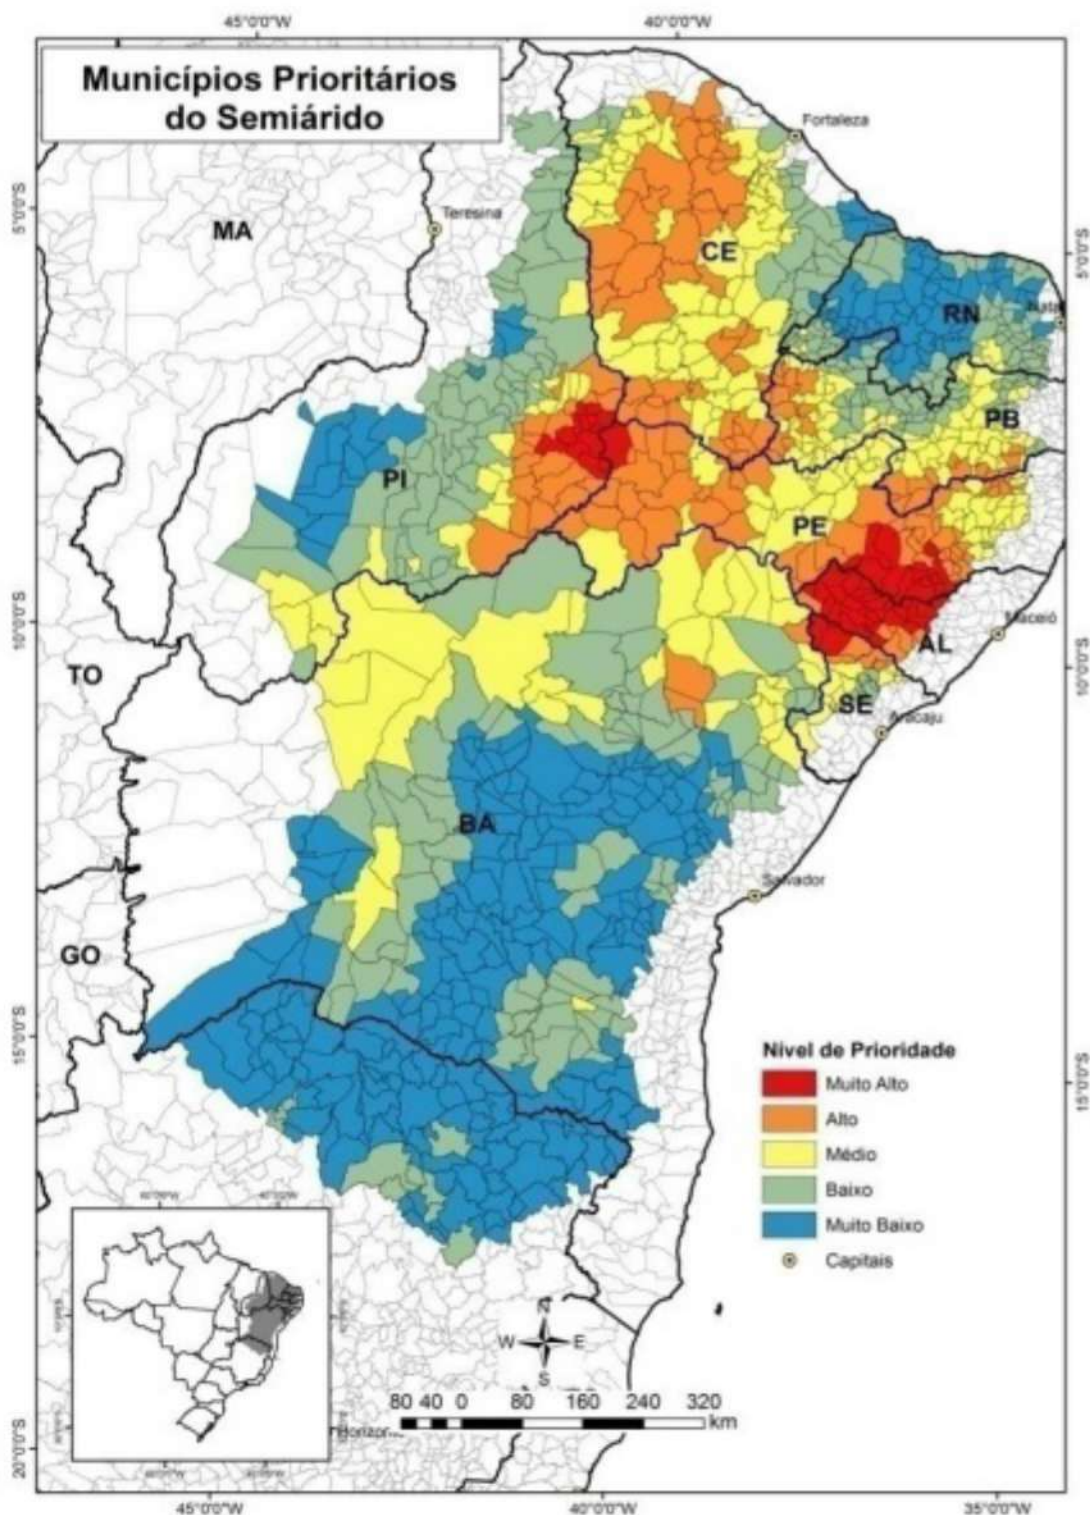 45°0'0"W
40°0'0"W
Municípios Prioritários
do Semiárido
Fortaleza
5°0'0"S
MA
Teresina
CE
5°0'0"S
RN
PB
PI
PE
10°0'0"S
Maceió
AL
TO
10°0'0"S
SE
Aracaju
BA
Salvador
GO
15°0'0"S
Nível de Prioridade
Muito Alto
15°0'0"S
Alto
Médio
Baixo
Muito Baixo
Capitais
N
W E
S
80 40 0 80 160 240 320
km
20°0'0"S
45°0'0"W
40°0'0"W
35°0'0"W